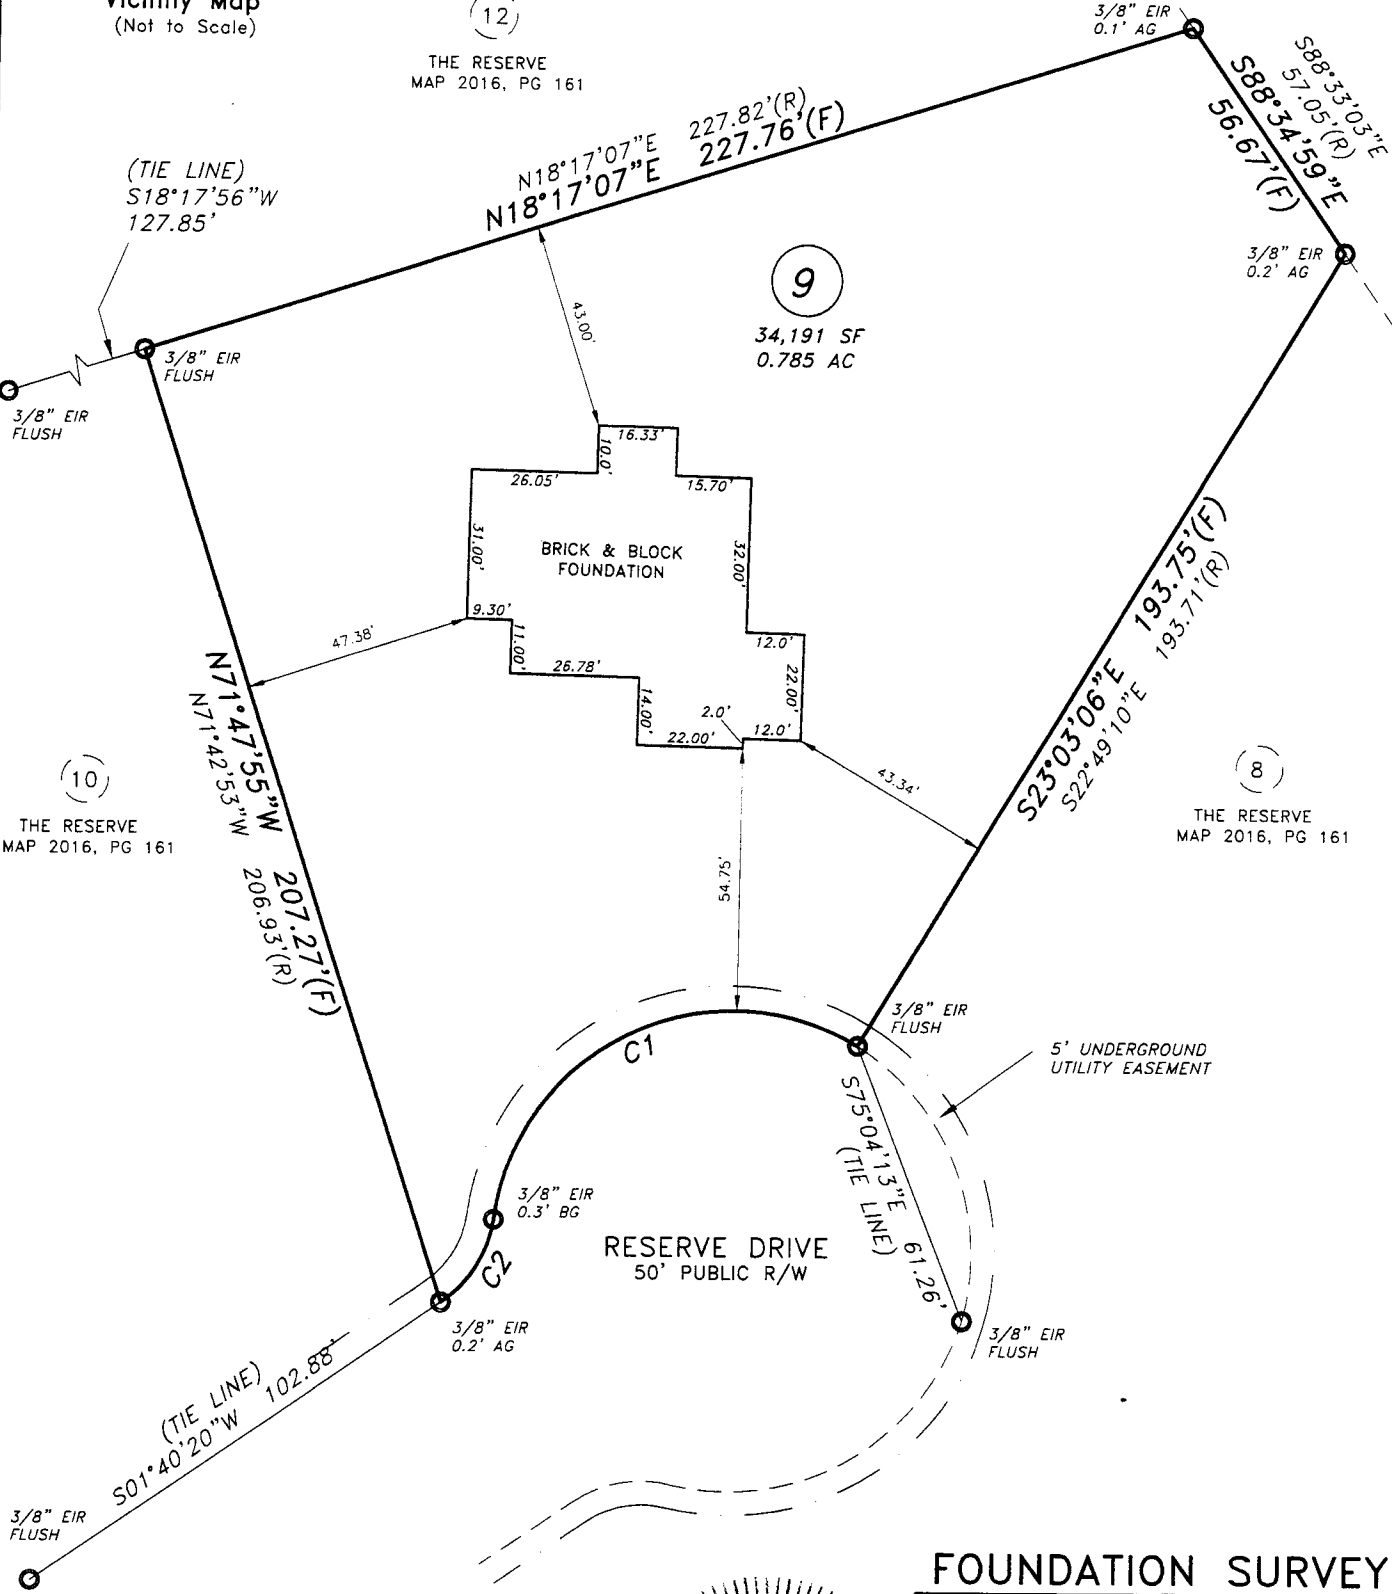 Vicinity Map
(Not to Scale)
12
THE RESERVE
MAP 2016, PG 161
3/8" EIR
0.1' AG
S88°33'03"E
57.05'(R)
S88°34'59"E
56.67'(F)
N18°17'07"E 227.82'(R)
N18°17'07"E 227.76'(F)
(TIE LINE)
S18°17'56"W
127.85'
3/8" EIR
0.2' AG
9
34,191 SF
0.785 AC
43.00'
3/8" EIR
FLUSH
3/8" EIR
FLUSH
16.33'
10.0'
26.05'
15.70'
31.00'
BRICK & BLOCK
FOUNDATION
32.00'
9.30'
47.38'
11.00'
26.78'
12.0'
22.00'
14.00'
2.0'
22.00'
12.0'
43.34'
54.75'
193.75'(F)
S23°03'06"E
193.71'(R)
S22°49'10"E
N71°47'55"W 207.27'(F)
N71°42'53"W 206.93'(R)
10
THE RESERVE
MAP 2016, PG 161
8
THE RESERVE
MAP 2016, PG 161
3/8" EIR
FLUSH
C1
5' UNDERGROUND
UTILITY EASEMENT
S75°04'13"E 61.26'
(TIE LINE)
3/8" EIR
0.3' BG
C2
RESERVE DRIVE
50' PUBLIC R/W
3/8" EIR
0.2' AG
3/8" EIR
FLUSH
(TIE LINE)
S01°40'20"W 102.88'
3/8" EIR
FLUSH
FOUNDATION SURVEY